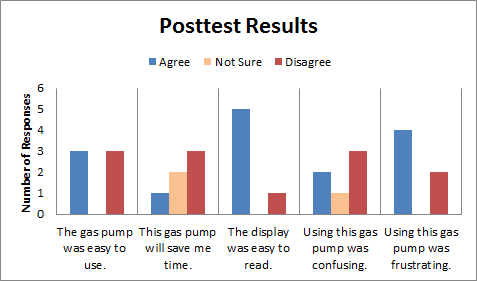 Posttest Results
Agree Not Sure Disagree
Number of Responses
6
5
4
3
2
1
0
The gas pump
was easy to
use.
This gas pump
will save me
time.
The display
was easy to
read.
Using this gas
pump was
confusing.
Using this gas
pump was
frustrating.